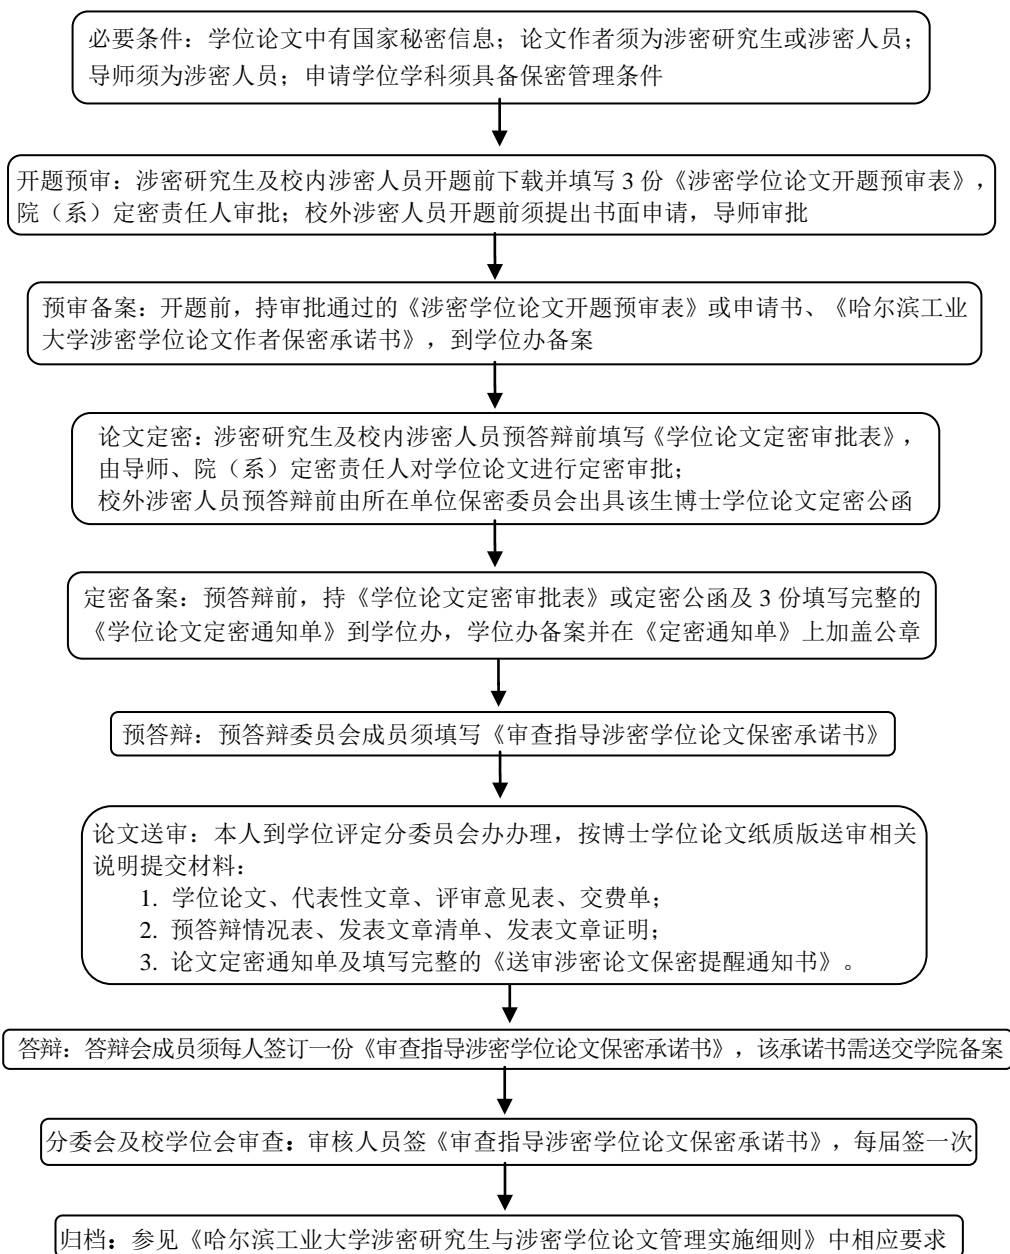 必要条件：学位论文中有国家秘密信息；论文作者须为涉密研究生或涉密人员；
导师须为涉密人员；申请学位学科须具备保密管理条件
开题预审：涉密研究生及校内涉密人员开题前下载并填写 3 份《涉密学位论文开题预审表》，
院（系）定密责任人审批；校外涉密人员开题前须提出书面申请，导师审批
预审备案：开题前，持审批通过的《涉密学位论文开题预审表》或申请书、《哈尔滨工业
大学涉密学位论文作者保密承诺书》，到学位办备案
论文定密：涉密研究生及校内涉密人员预答辩前填写《学位论文定密审批表》，
由导师、院（系）定密责任人对学位论文进行定密审批；
校外涉密人员预答辩前由所在单位保密委员会出具该生博士学位论文定密公函
定密备案：预答辩前，持《学位论文定密审批表》或定密公函及 3 份填写完整的
《学位论文定密通知单》到学位办，学位办备案并在《定密通知单》上加盖公章
预答辩：预答辩委员会成员须填写《审查指导涉密学位论文保密承诺书》
论文送审：本人到学位评定分委员会办办理，按博士学位论文纸质版送审相关
说明提交材料：
1. 学位论文、代表性文章、评审意见表、交费单；
2. 预答辩情况表、发表文章清单、发表文章证明；
3. 论文定密通知单及填写完整的《送审涉密论文保密提醒通知书》。
答辩：答辩会成员须每人签订一份《审查指导涉密学位论文保密承诺书》，该承诺书需送交学院备案
分委会及校学位会审查：审核人员签《审查指导涉密学位论文保密承诺书》，每届签一次
归档：参见《哈尔滨工业大学涉密研究生与涉密学位论文管理实施细则》中相应要求